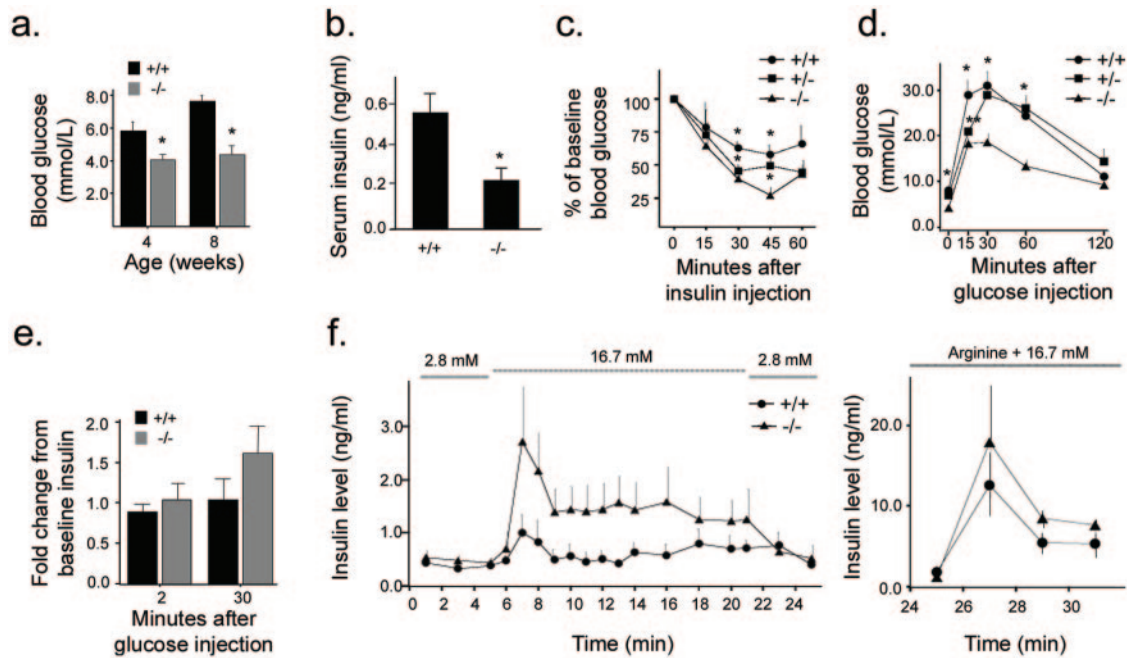 a.
+/+
-/-
8.0
6.0
4.0
2.0
*
*
4
8
Blood glucose
(mmol/L)
Age (weeks)
b.
Serum insulin (ng/ml)
0.6
0.4
0.2
0.0
*
+/+
-/-
c.
+/+
+/-
-/-
% of baseline
blood glucose
100
75
50
25
*
*
*
*
0
15
30
45
60
Minutes after
insulin injection
d.
+/+
+/-
-/-
Blood glucose
(mmol/L)
30.0
20.0
10.0
0.0
*
*
*
**
*
0
15
30
60
120
Minutes after
glucose injection
e.
+/+
-/-
Fold change from
baseline insulin
2.0
1.5
1.0
0.5
0.0
2
30
Minutes after
glucose injection
f.
2.8 mM
16.7 mM
2.8 mM
+/+
-/-
Insulin level (ng/ml)
3.0
2.0
1.0
0.0
0 2 4 6 8 10 12 14 16 18 20 22 24
Time (min)
Arginine + 16.7 mM
Insulin level (ng/ml)
20.0
10.0
0.0
24 26 28 30
Time (min)